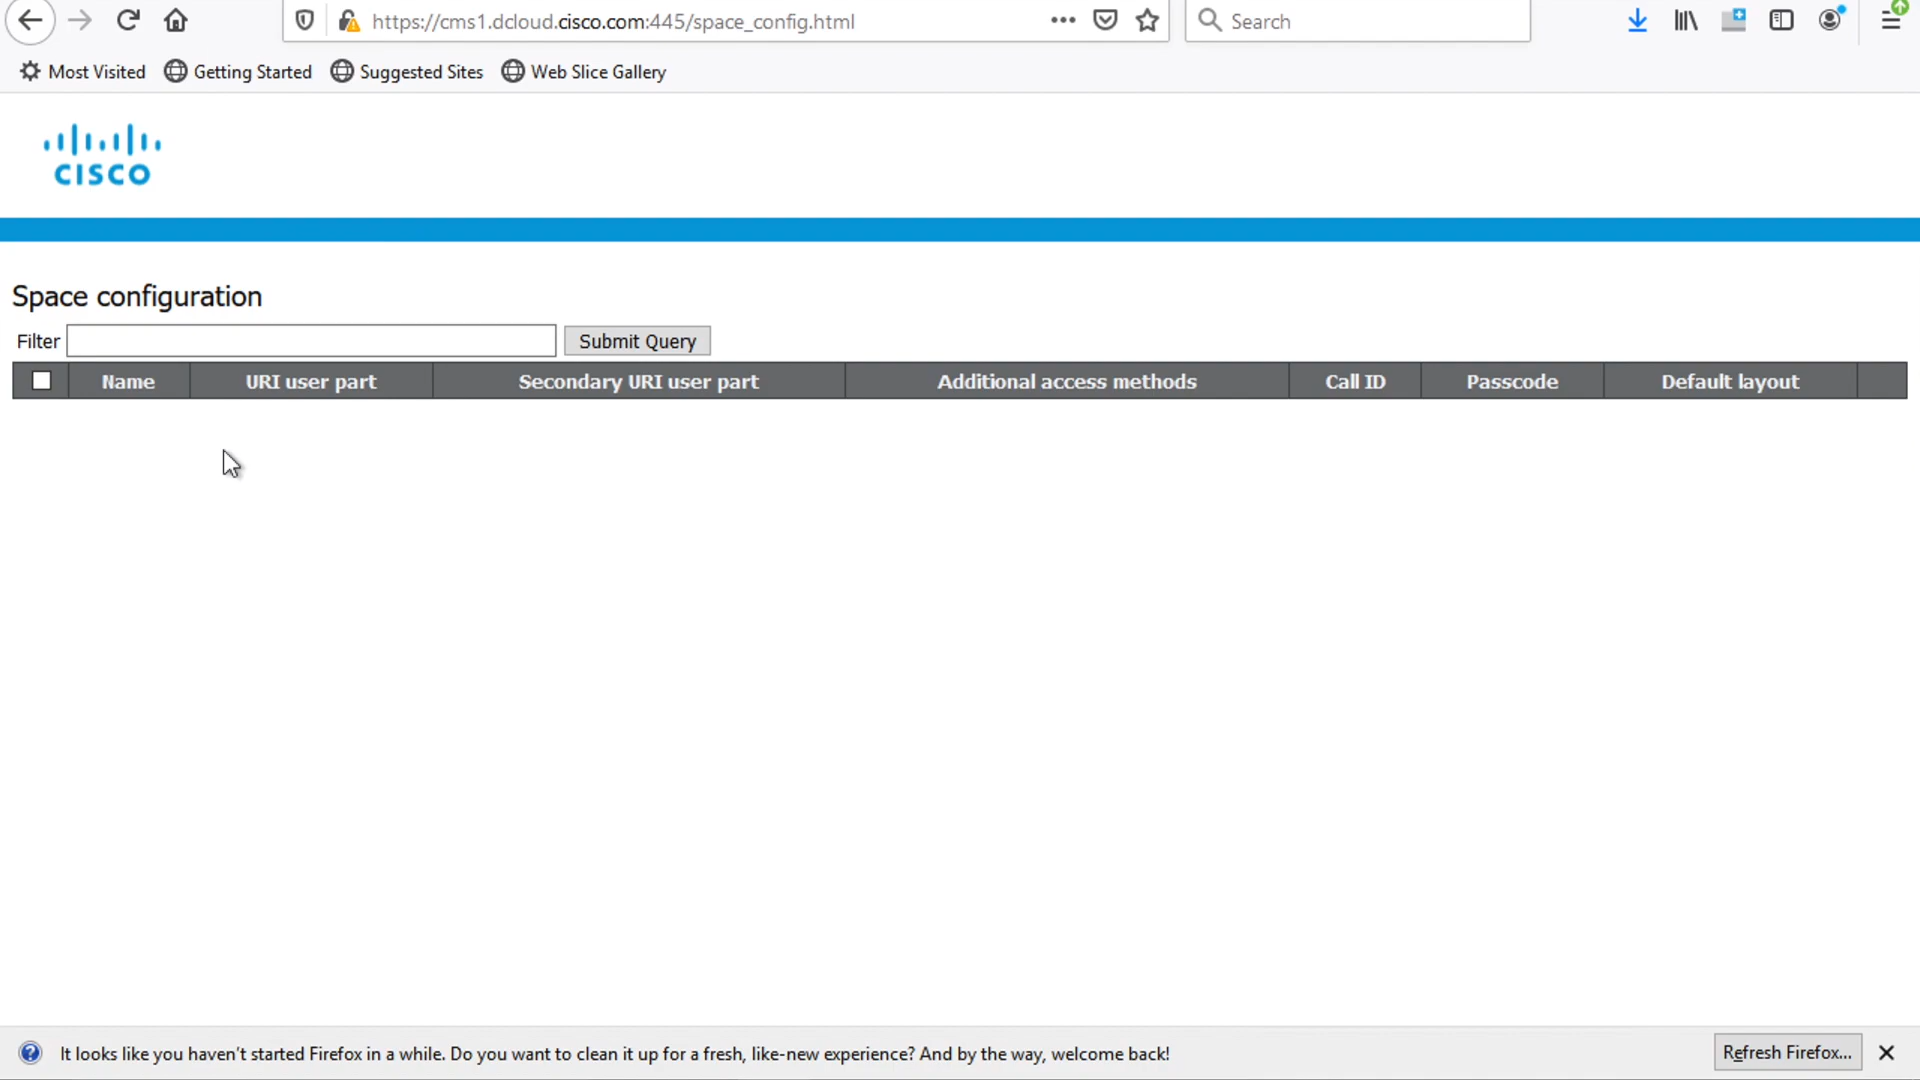 https://cms1.dcloud.cisco.com:445/space_config.html
Search
Most Visited
Getting Started
Suggested Sites
Web Slice Gallery
CISCO
Space configuration
Filter
Submit Query
Name
URI user part
Secondary URI user part
Additional access methods
Call ID
Passcode
Default layout
It looks like you haven't started Firefox in a while. Do you want to clean it up for a fresh, like-new experience? And by the way, welcome back!
Refresh Firefox...